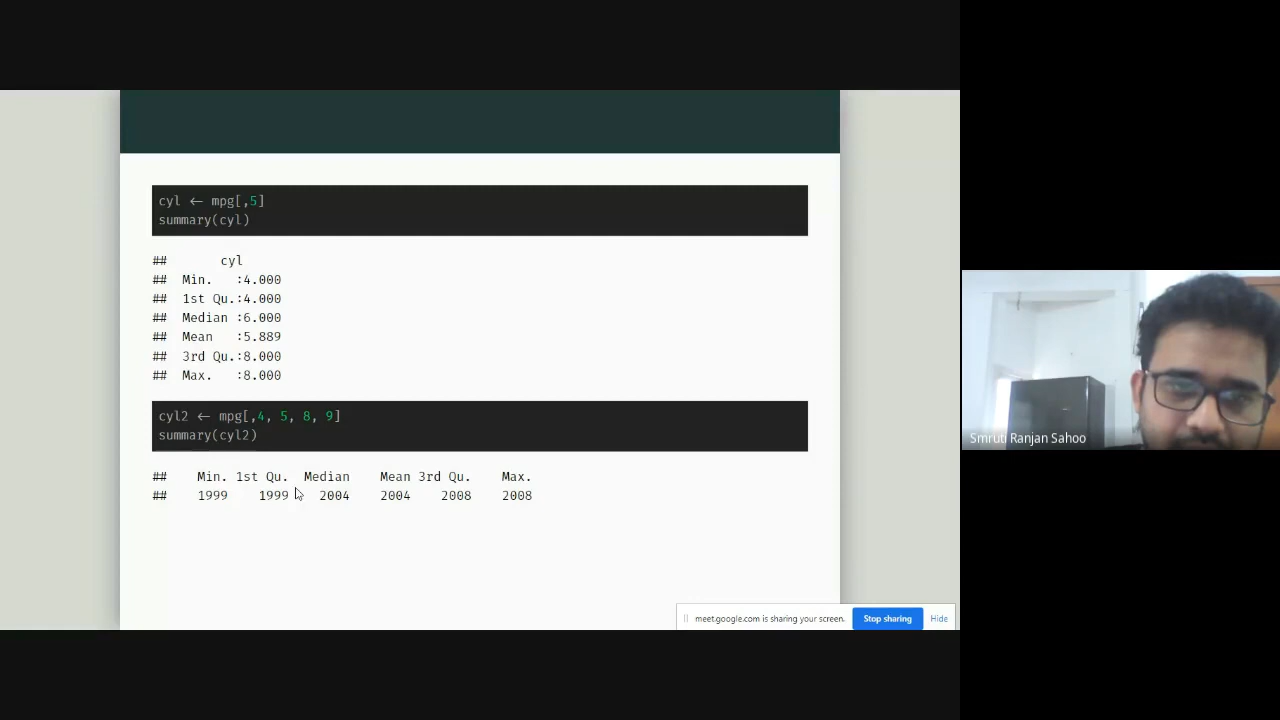 cyl ← mpg[,5]
summary(cyl)
## cyl
## Min. :4.000
## 1st Qu.:4.000
## Median :6.000
## Mean :5.889
## 3rd Qu.:8.000
## Max. :8.000
cyl2 ← mpg[,4, 5, 8, 9]
summary(cyl2)
## Min. 1st Qu. Median Mean 3rd Qu. Max.
## 1999 1999 2004 2004 2008 2008
meet.google.com is sharing your screen. Stop sharing Hide
Smruti Ranjan Sahoo